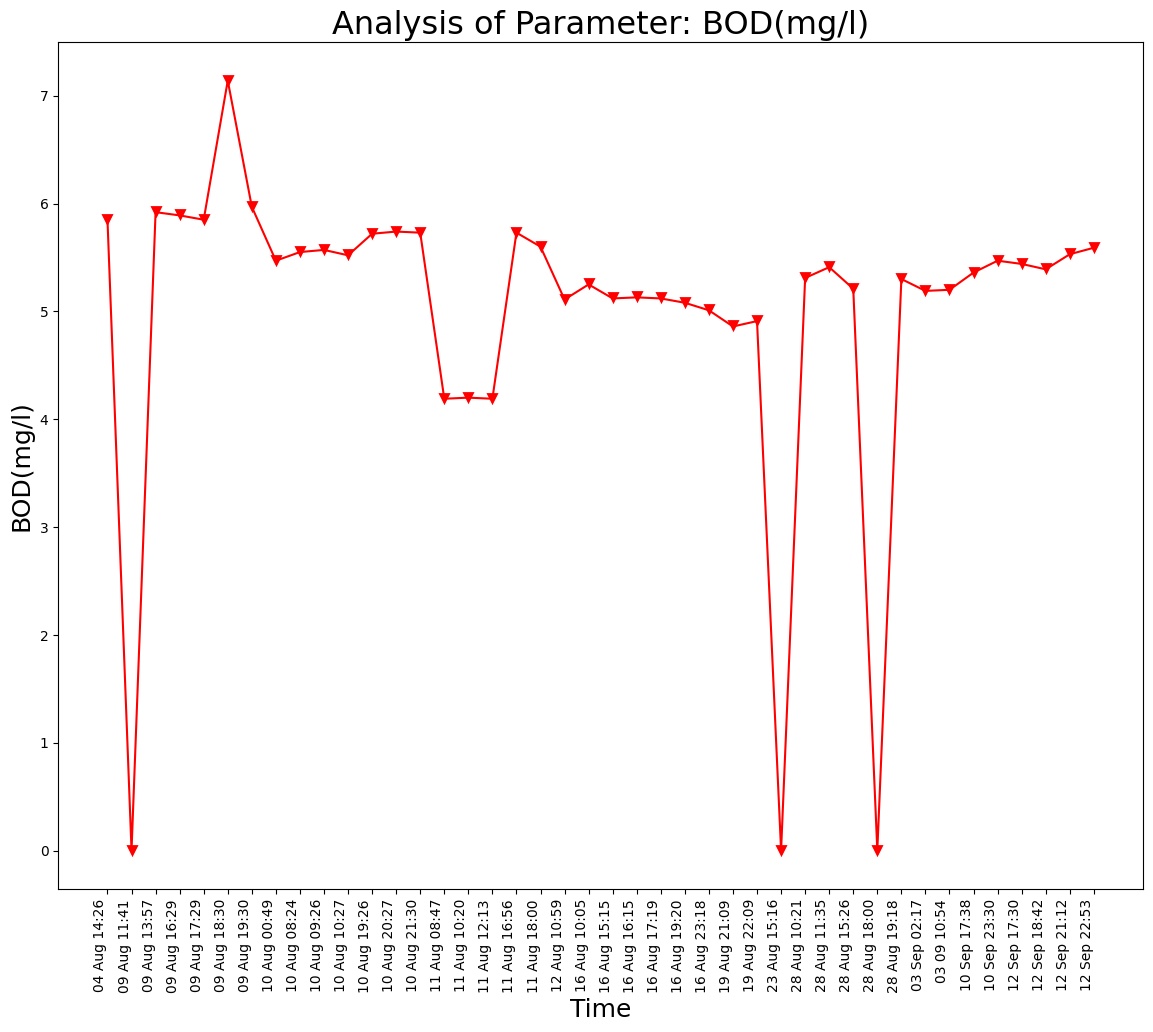 Analysis of Parameter: BOD(mg/l)
BOD(mg/l)
7
6
5
4
3
2
1
0
04 Aug 14:26
09 Aug 11:41
09 Aug 13:57
09 Aug 16:29
09 Aug 17:29
09 Aug 18:30
09 Aug 19:30
10 Aug 00:49
10 Aug 08:24
10 Aug 09:26
10 Aug 10:27
10 Aug 19:26
10 Aug 20:27
10 Aug 21:30
11 Aug 08:47
11 Aug 10:20
11 Aug 12:13
11 Aug 16:56
11 Aug 18:00
12 Aug 10:59
16 Aug 10:05
16 Aug 15:15
16 Aug 16:15
16 Aug 17:19
16 Aug 19:20
16 Aug 23:18
19 Aug 21:09
19 Aug 22:09
23 Aug 15:16
28 Aug 10:21
28 Aug 11:35
28 Aug 15:26
28 Aug 18:00
28 Aug 19:18
03 Sep 02:17
03 09 10:54
10 Sep 17:38
10 Sep 23:30
12 Sep 17:30
12 Sep 18:42
12 Sep 21:12
12 Sep 22:53
Time